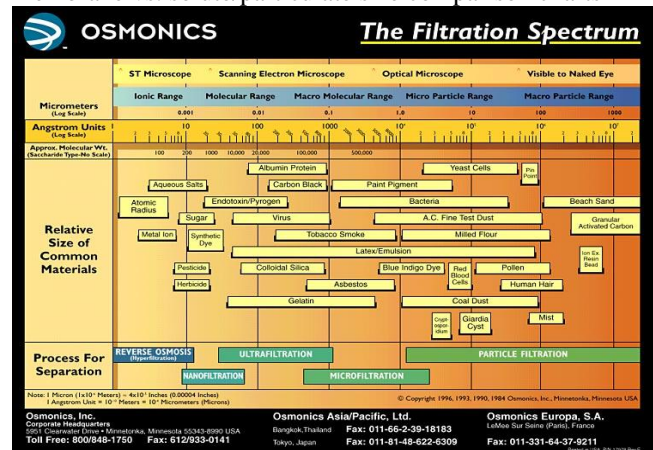 OSMONICS
The Filtration Spectrum
ST Microscope Scanning Electron Microscope Optical Microscope Visible to Naked Eye
Ionic Range Molecular Range Macro Molecular Range Micro Particle Range Macro Particle Range
Micrometers
(Log Scale)
0.001 0.01 0.1 1.0 10 100 1000
Angstrom Units
(Log Scale)
1 10 100 1000
Approx. Molecular Wt.
(Saccharide Type-No Scale)
100 200 1000 10,000 20,000 100,000 500,000
Relative
Size of
Common
Materials
Albumin Protein
Yeast Cells
Pin
Point
Aqueous Salts
Carbon Black
Paint Pigment
Atomic
Radius
Endotoxin/Pyrogen
Bacteria
Beach Sand
Sugar
Virus
A.C. Fine Test Dust
Granular
Activated Carbon
Metal Ion
Synthetic
Dye
Tobacco Smoke
Milled Flour
Latex/Emulsion
Ion Ex.
Resin
Bead
Pesticide
Colloidal Silica
Blue Indigo Dye
Red
Blood
Cells
Pollen
Herbicide
Asbestos
Human Hair
Gelatin
Coal Dust
Crypt-
ospor-
idium
Giardia
Cyst
Mist
Process For
Separation
REVERSE OSMOSIS
(Hyperfiltration)
ULTRAFILTRATION
PARTICLE FILTRATION
NANOFILTRATION
MICROFILTRATION
Note: 1 Micron (1x10⁻⁶ Meters) ≈ 4x10⁻⁵ Inches (0.00004 Inches)
1 Angstrom Unit = 10⁻¹⁰ Meters = 10⁻⁴ Micrometers (Microns)
© Copyright 1996, 1993, 1990, 1984 Osmonics, Inc., Minnetonka, Minnesota USA
Osmonics, Inc.
Corporate Headquarters
5951 Clearwater Drive • Minnetonka, Minnesota 55343-8990 USA
Toll Free: 800/848-1750 Fax: 612/933-0141
Osmonics Asia/Pacific, Ltd.
Bangkok,Thailand Fax: 011-66-2-39-18183
Tokyo, Japan Fax: 011-81-48-622-6309
Osmonics Europa, S.A.
LeMee Sur Seine (Paris), France
Fax: 011-331-64-37-9211